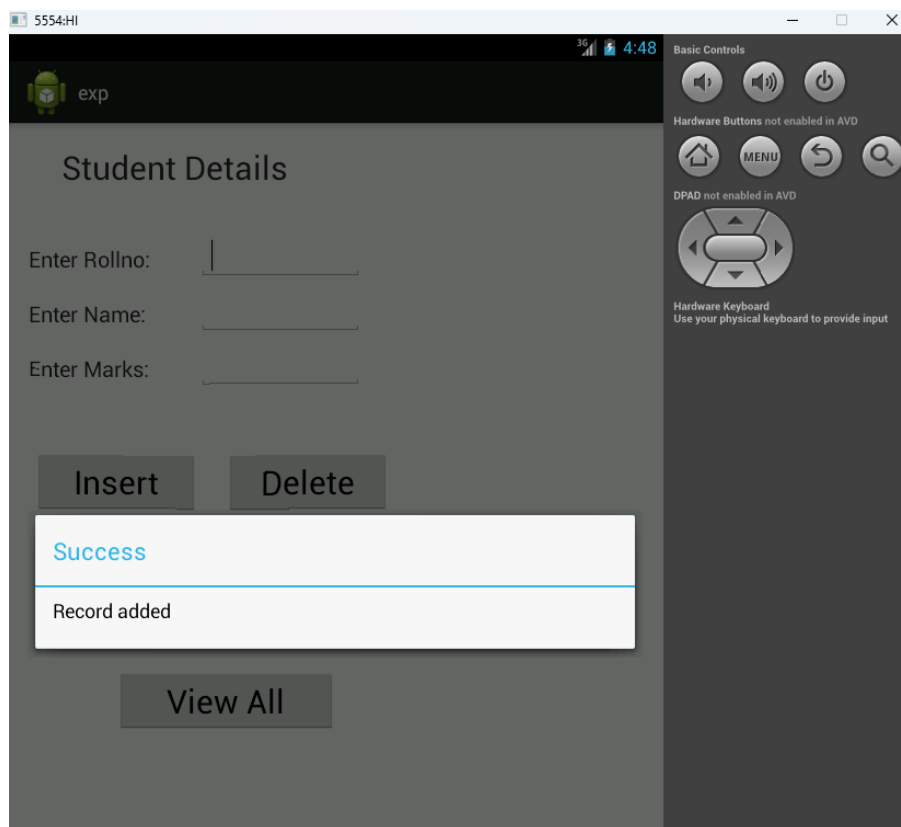 5554:HI
3G 4:48
exp
Student Details
Enter Rollno:
Enter Name:
Enter Marks:
Insert Delete
Success
Record added
View All
Basic Controls
Hardware Buttons not enabled in AVD
MENU
DPAD not enabled in AVD
Hardware Keyboard
Use your physical keyboard to provide input